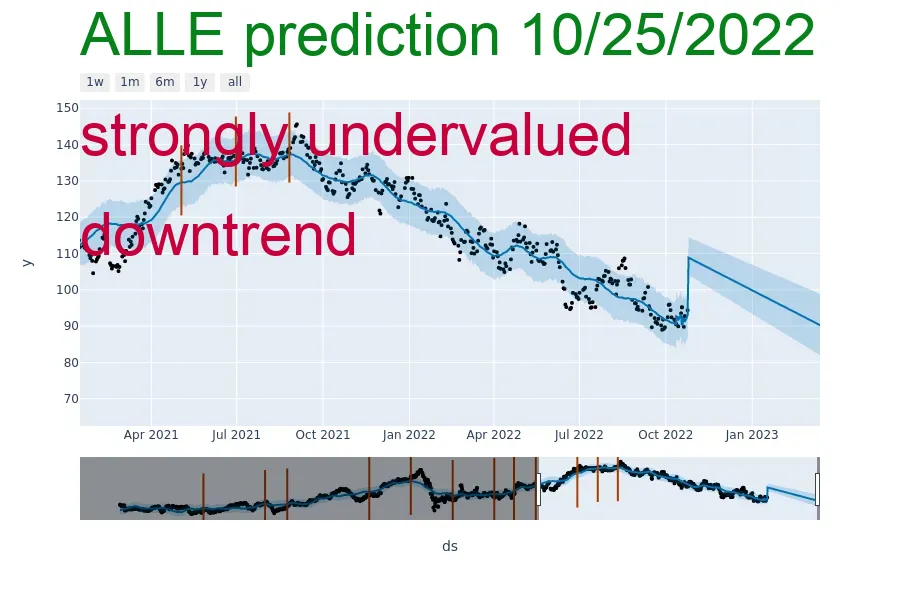 ALLE prediction 10/25/2022
1w 1m 6m 1y all
150
strongly undervalued
140
130
120
downtrend
110
y
100
90
80
70
Apr 2021 Jul 2021 Oct 2021 Jan 2022 Apr 2022 Jul 2022 Oct 2022 Jan 2023
ds